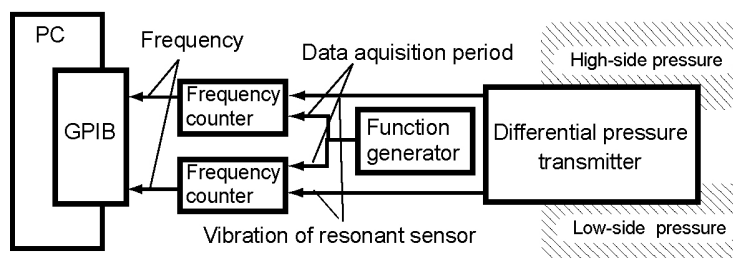 PC
Frequency
Data aquisition period
High-side pressure
GPIB
Frequency
counter
Function
generator
Differential pressure
transmitter
Frequency
counter
Vibration of resonant sensor
Low-side pressure